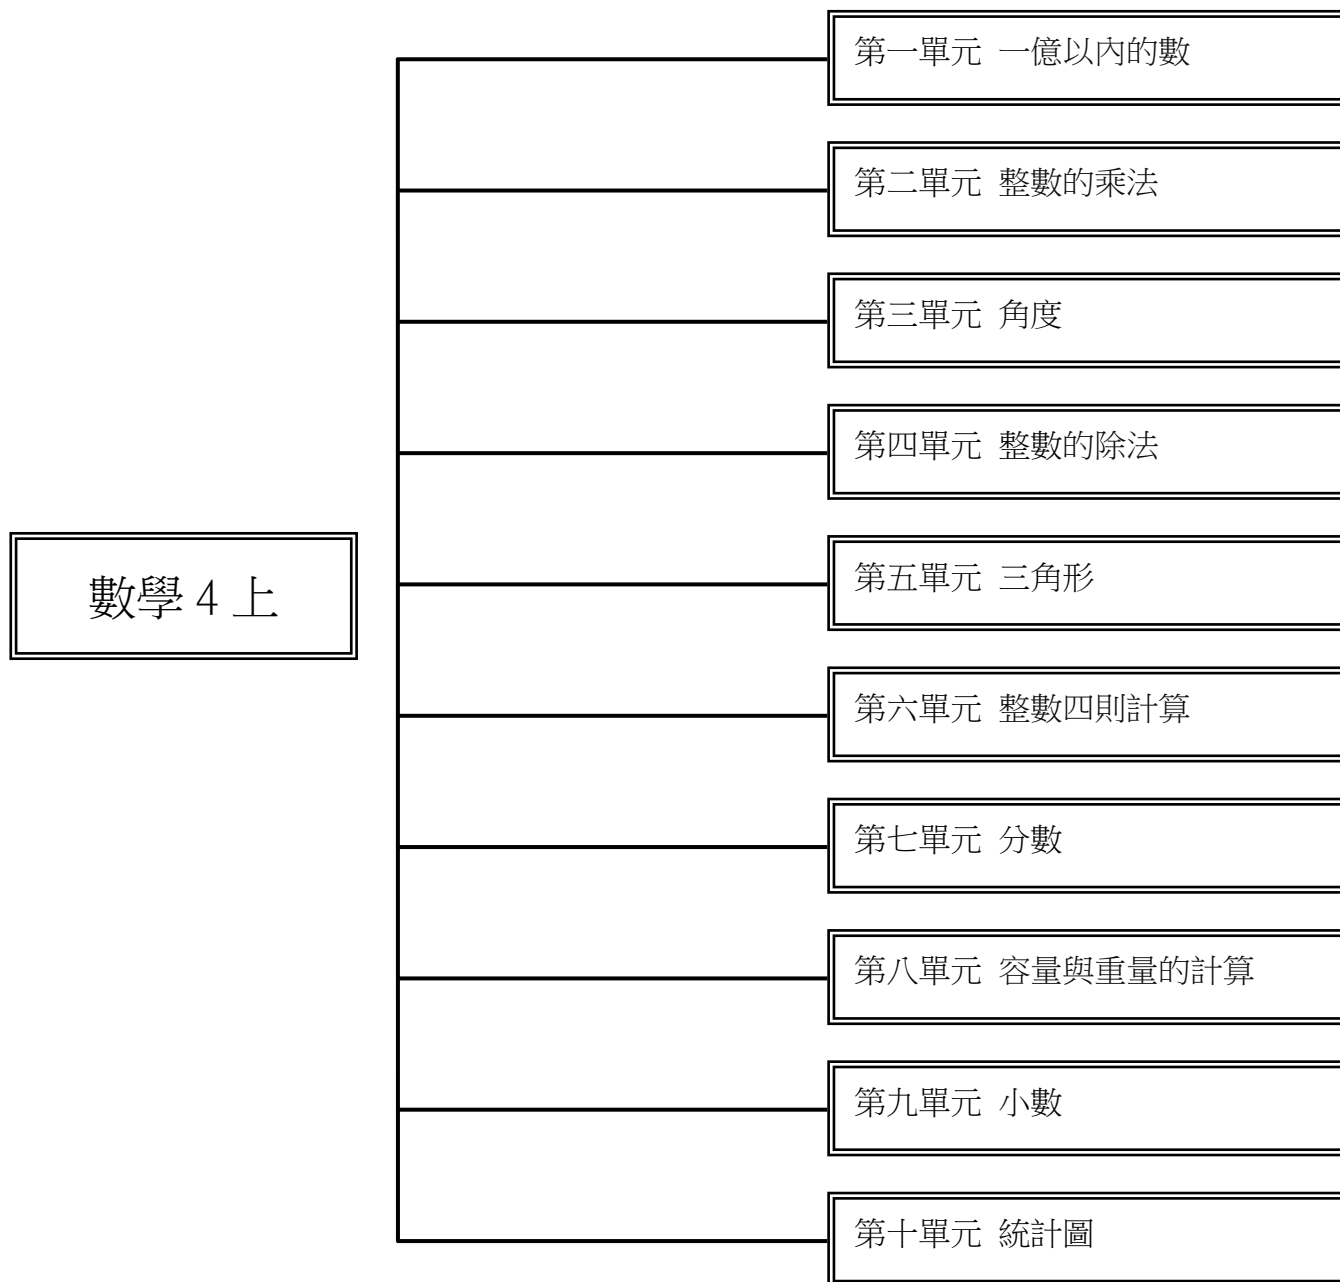 第一單元 一億以內的數
第二單元 整數的乘法
第三單元 角度
第四單元 整數的除法
數學4上
第五單元 三角形
第六單元 整數四則計算
第七單元 分數
第八單元 容量與重量的計算
第九單元 小數
第十單元 統計圖